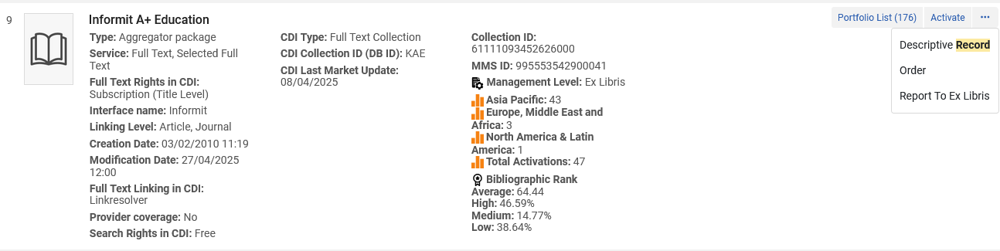 9
Informit A+ Education
Type: Aggregator package
Service: Full Text, Selected Full
Text
Full Text Rights in CDI:
Subscription (Title Level)
Interface name: Informit
Linking Level: Article, Journal
Creation Date: 03/02/2010 11:19
Modification Date: 27/04/2025
12:00
Full Text Linking in CDI:
Linkresolver
Provider coverage: No
Search Rights in CDI: Free
CDI Type: Full Text Collection
CDI Collection ID (DB ID): KAE
CDI Last Market Update:
08/04/2025
Collection ID:
61111093452626000
MMS ID: 995553542900041
Management Level: Ex Libris
Asia Pacific: 43
Europe, Middle East and
Africa: 3
North America & Latin
America: 1
Total Activations: 47
Bibliographic Rank
Average: 64.44
High: 46.59%
Medium: 14.77%
Low: 38.64%
Portfolio List (176)
Activate
Descriptive Record
Order
Report To Ex Libris